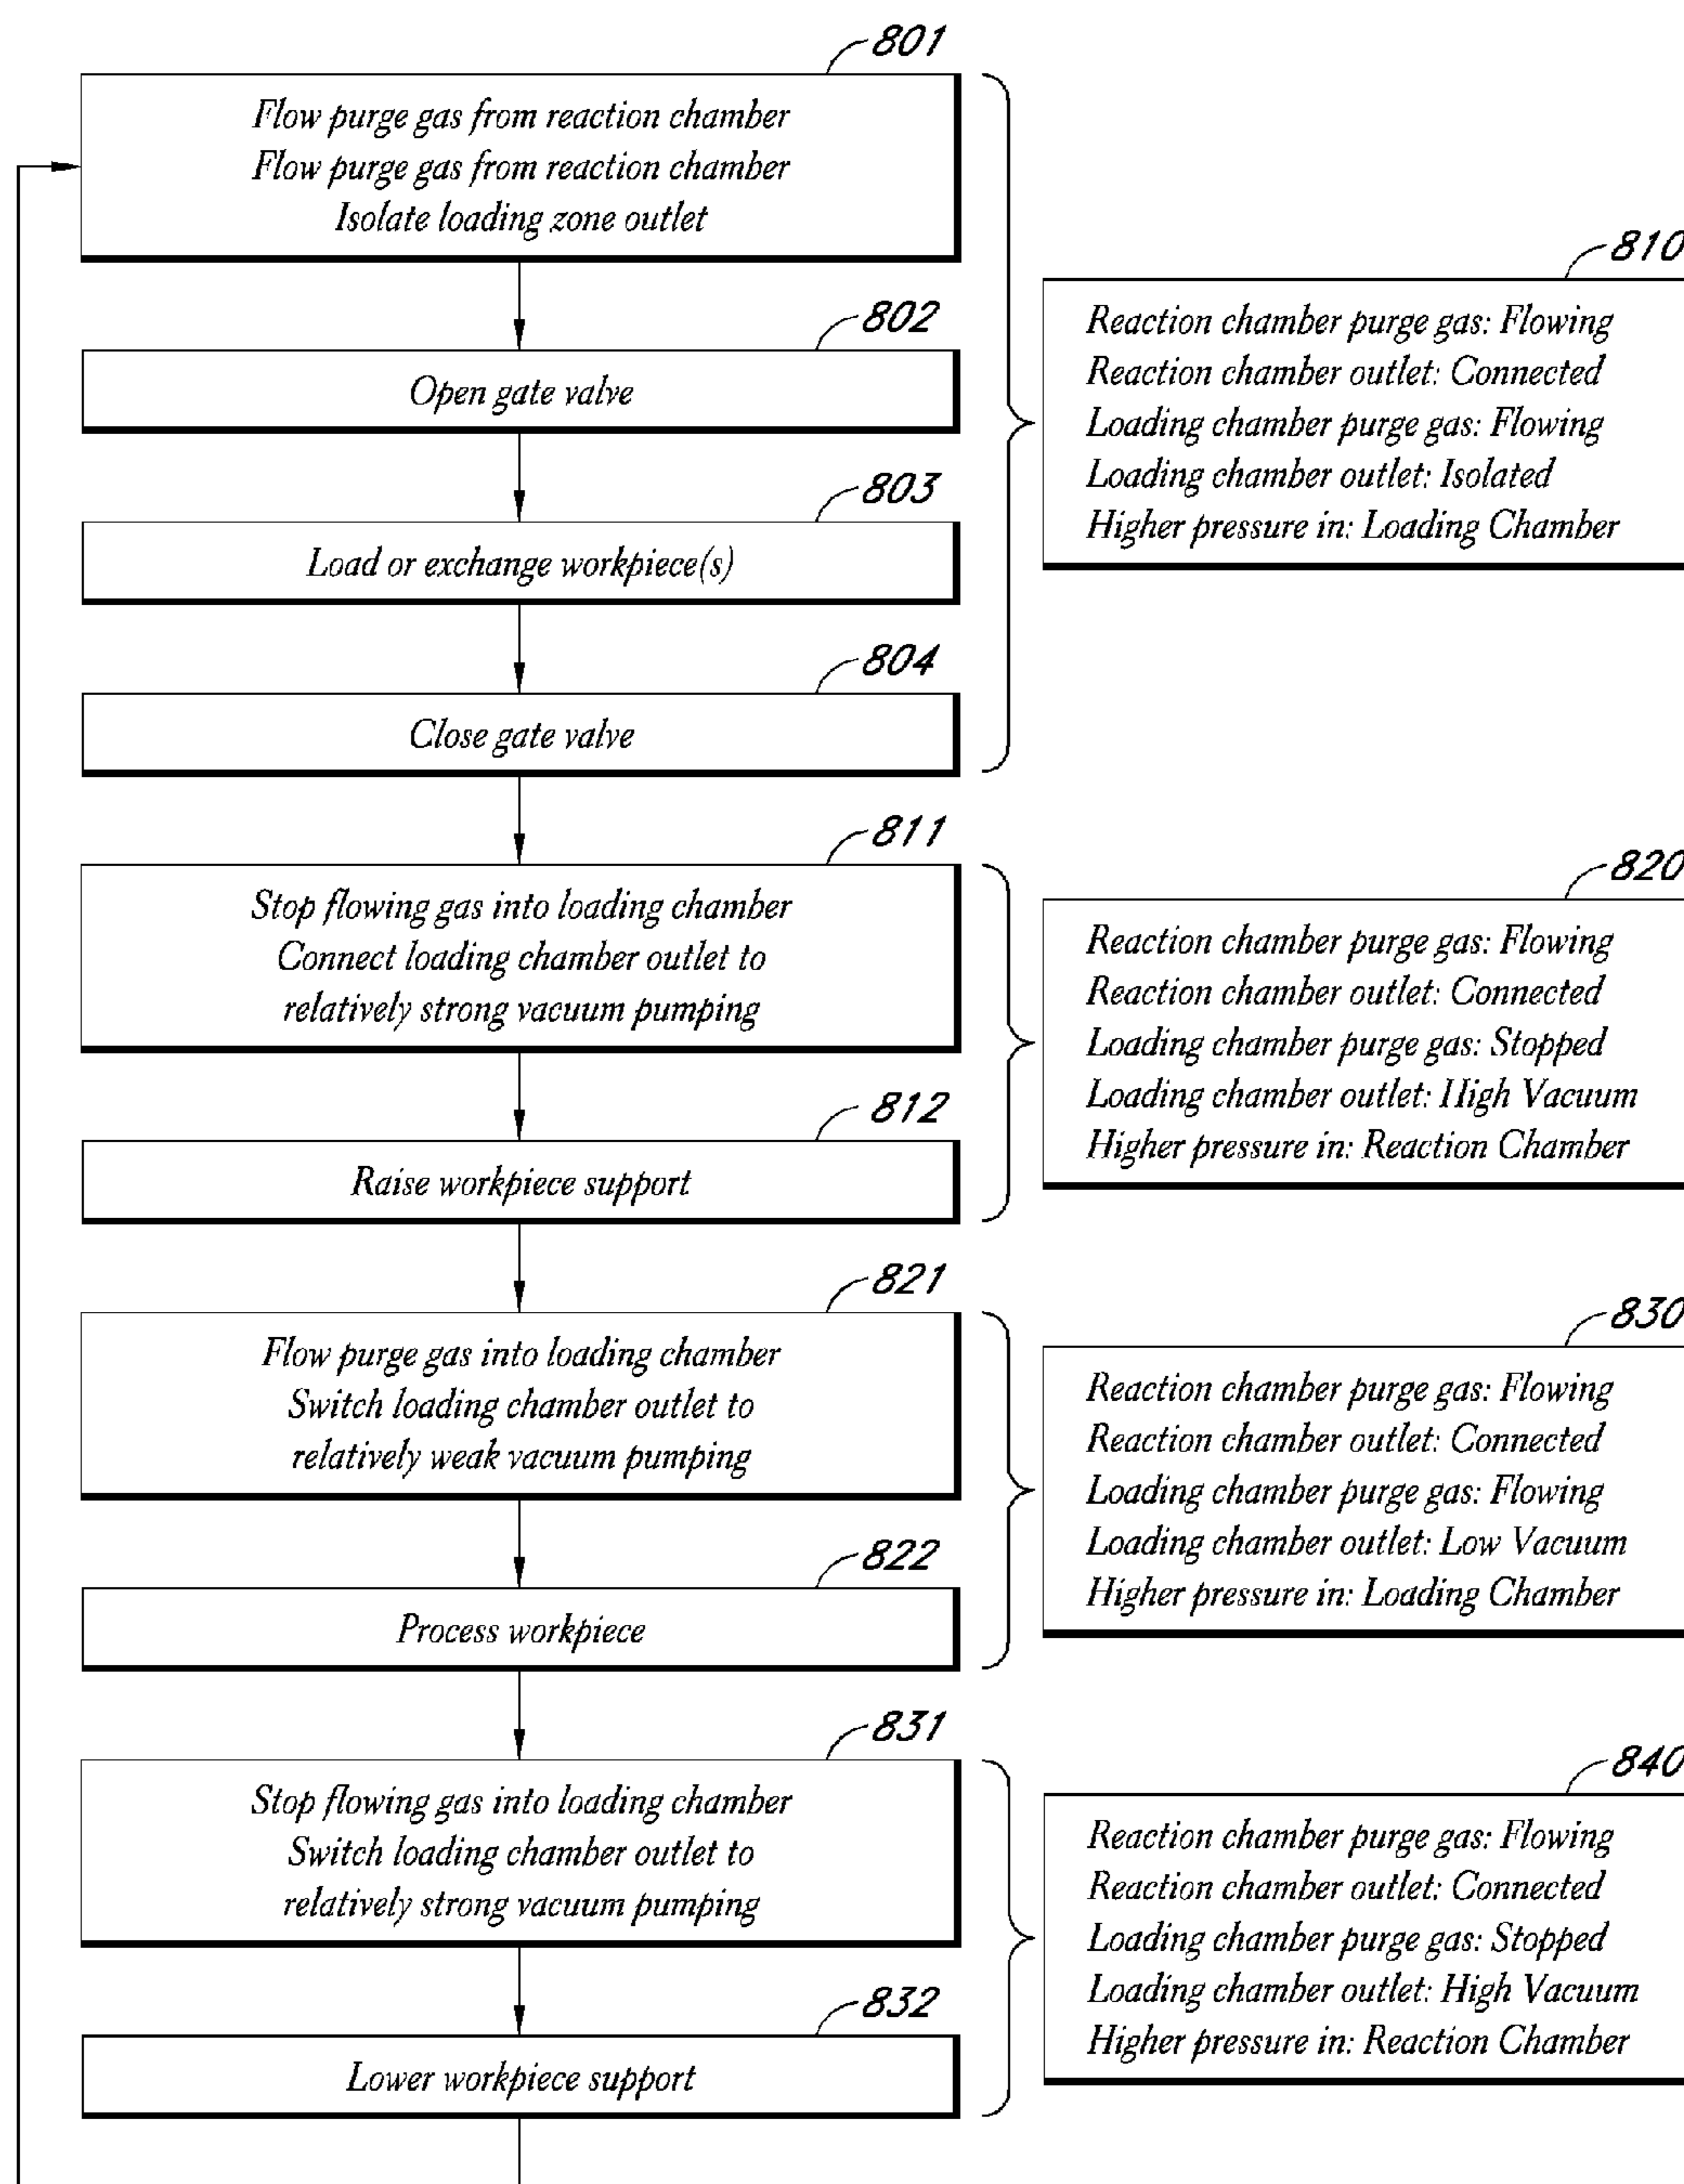 801
Flow purge gas from reaction chamber
Flow purge gas from reaction chamber
Isolate loading zone outlet
802
Open gate valve
803
Load or exchange workpiece(s)
804
Close gate valve
810
Reaction chamber purge gas: Flowing
Reaction chamber outlet: Connected
Loading chamber purge gas: Flowing
Loading chamber outlet: Isolated
Higher pressure in: Loading Chamber
811
Stop flowing gas into loading chamber
Connect loading chamber outlet to
relatively strong vacuum pumping
812
Raise workpiece support
820
Reaction chamber purge gas: Flowing
Reaction chamber outlet: Connected
Loading chamber purge gas: Stopped
Loading chamber outlet: High Vacuum
Higher pressure in: Reaction Chamber
821
Flow purge gas into loading chamber
Switch loading chamber outlet to
relatively weak vacuum pumping
822
Process workpiece
830
Reaction chamber purge gas: Flowing
Reaction chamber outlet: Connected
Loading chamber purge gas: Flowing
Loading chamber outlet: Low Vacuum
Higher pressure in: Loading Chamber
831
Stop flowing gas into loading chamber
Switch loading chamber outlet to
relatively strong vacuum pumping
832
Lower workpiece support
840
Reaction chamber purge gas: Flowing
Reaction chamber outlet: Connected
Loading chamber purge gas: Stopped
Loading chamber outlet: High Vacuum
Higher pressure in: Reaction Chamber